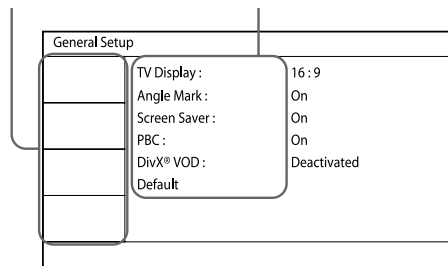 General Setup
TV Display : 16 : 9
Angle Mark : On
Screen Saver : On
PBC : On
DivX® VOD : Deactivated
Default